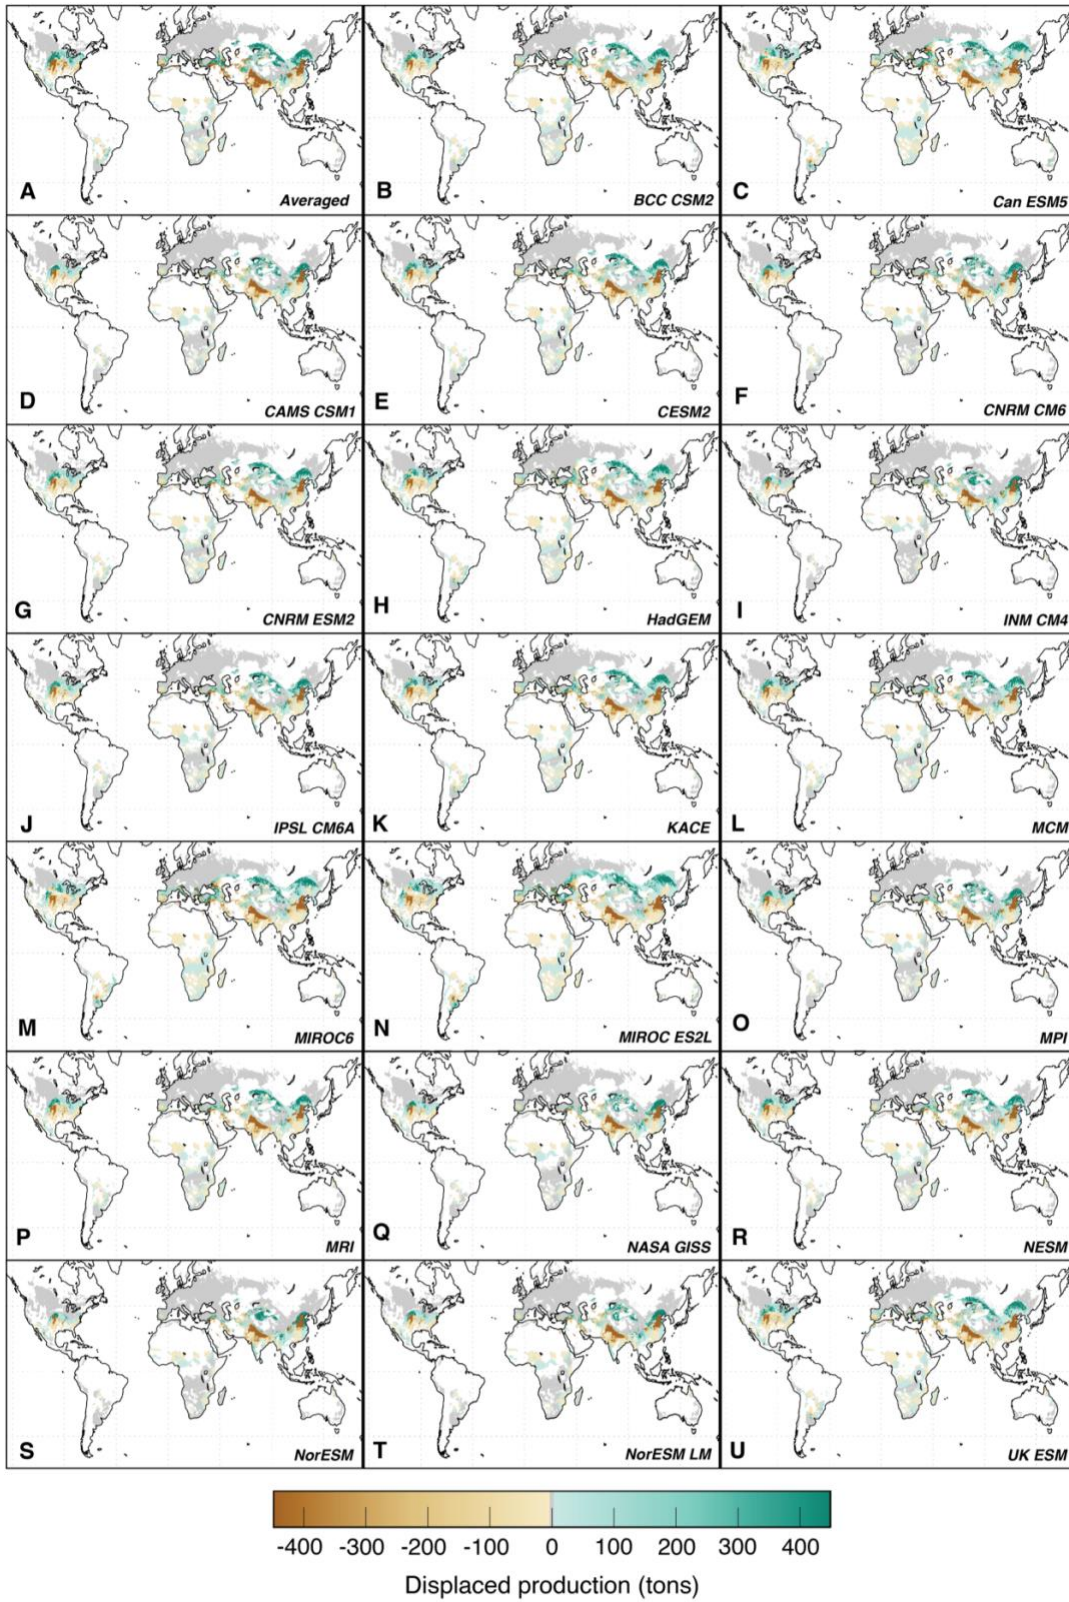 A
Averaged
B
BCC CSM2
C
Can ESM5
D
CAMS CSM1
E
CESM2
F
CNRM CM6
G
CNRM ESM2
H
HadGEM
I
INM CM4
J
IPSL CM6A
K
KACE
L
MCM
M
MIROC6
N
MIROC ES2L
O
MPI
P
MRI
Q
NASA GISS
R
NESM
S
NorESM
T
NorESM LM
U
UK ESM
-400 -300 -200 -100 0 100 200 300 400
Displaced production (tons)